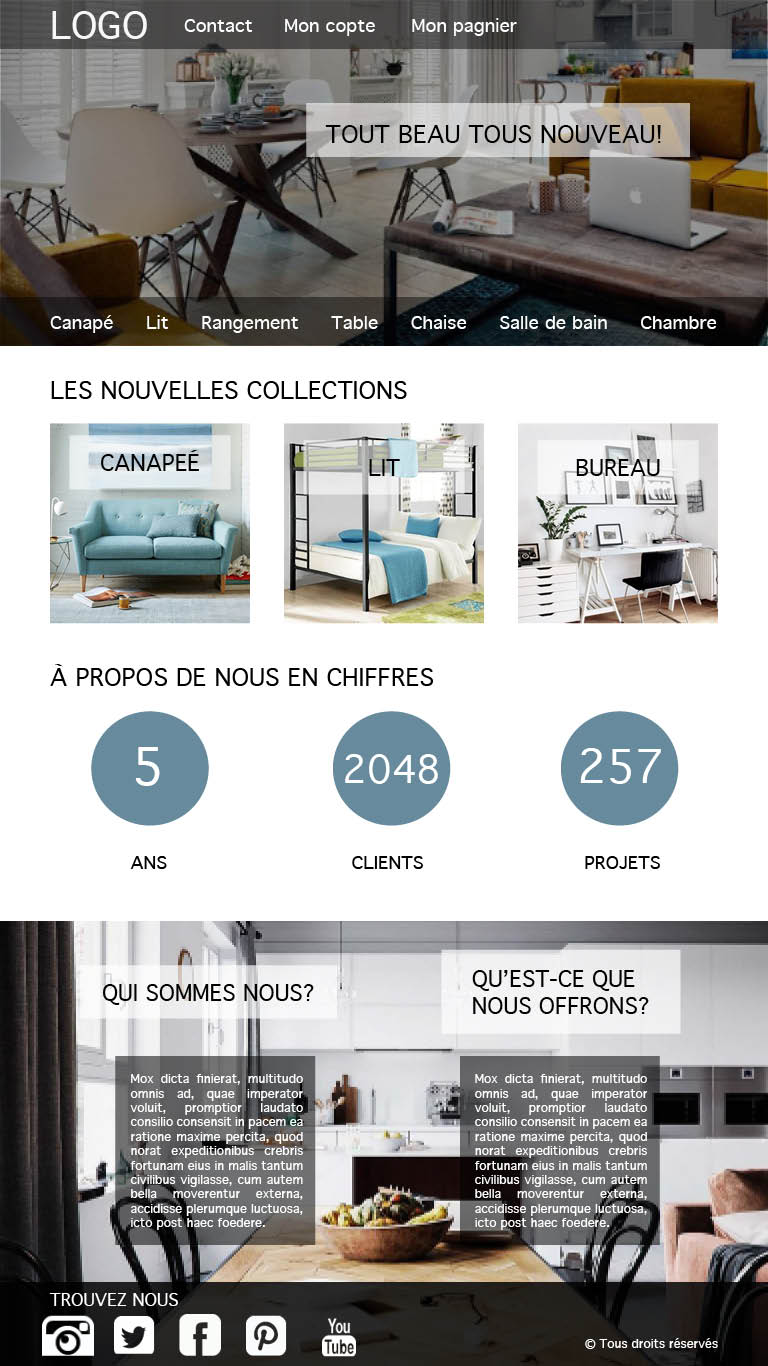 LOGO Contact Mon copte Mon pagnier
TOUT BEAU TOUS NOUVEAU!
Canapé Lit Rangement Table Chaise Salle de bain Chambre
LES NOUVELLES COLLECTIONS
CANAPEÉ
LIT
BUREAU
À PROPOS DE NOUS EN CHIFFRES
5
2048
257
ANS
CLIENTS
PROJETS
QUI SOMMES NOUS?
Mox dicta finierat, multitudo
omnis ad, quae imperator
voluit, promptior laudato
consilio consensit in pacem ea
ratione maxime percita, quod
norat expeditionibus crebris
fortunam eius in malis tantum
civilibus vigilasse, cum autem
bella moverentur externa,
accidisse plerumque luctuosa,
icto post haec foedere.
QU’EST-CE QUE
NOUS OFFRONS?
Mox dicta finierat, multitudo
omnis ad, quae imperator
voluit, promptior laudato
consilio consensit in pacem ea
ratione maxime percita, quod
norat expeditionibus crebris
fortunam eius in malis tantum
civilibus vigilasse, cum autem
bella moverentur externa,
accidisse plerumque luctuosa,
icto post haec foedere.
TROUVEZ NOUS
You
Tube
© Tous droits réservés